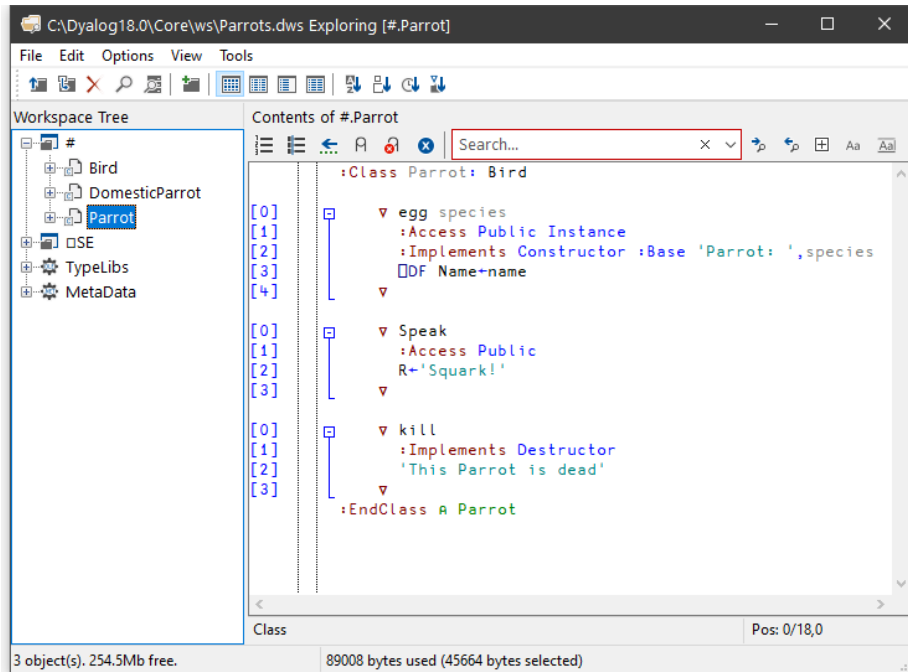 C:\Dyalog18.0\Core\ws\Parrots.dws Exploring [#.Parrot]
File Edit Options View Tools
Workspace Tree
#
Bird
DomesticParrot
Parrot
⎕SE
TypeLibs
MetaData
Contents of #.Parrot
Search...
Aa Aa
:Class Parrot: Bird
[0] ∇ egg species
[1] :Access Public Instance
[2] :Implements Constructor :Base 'Parrot: ',species
[3] ⎕DF Name←name
[4] ∇
[0] ∇ Speak
[1] :Access Public
[2] R←'Squark!'
[3] ∇
[0] ∇ kill
[1] :Implements Destructor
[2] 'This Parrot is dead'
[3] ∇
:EndClass ⍝ Parrot
Class
Pos: 0/18,0
3 object(s). 254.5Mb free.
89008 bytes used (45664 bytes selected)